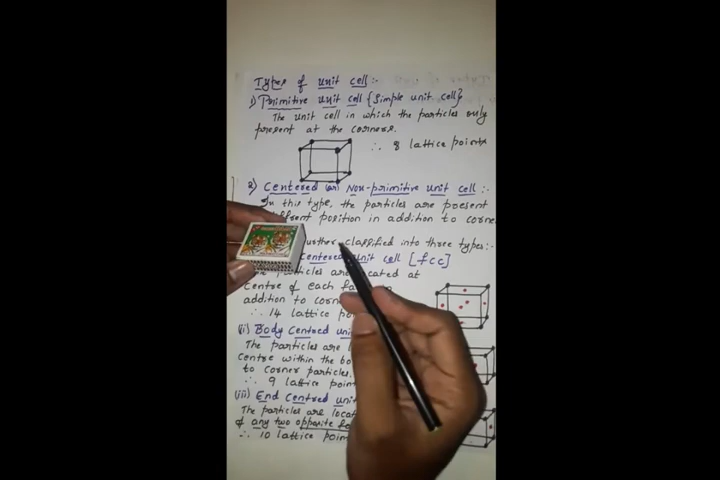 Types of unit cell :-
1) Primitive unit cell {Simple unit cell}
The unit cell in which the particles only
present at the corners.
∴ 8 lattice points
2) Centered (or) Non-primitive unit cell :-
In this type, the particles are present
different position in addition to corne
urther classified into three types:-
Centered unit cell [fcc]
particles are located at
centre of each fa
addition to cor
∴ 14 lattice po
(ii) Body Centred uni
The particles are l
centre within the bo
to corner particles.
∴ 9 lattice poin
(iii) End Centred uni
The particles are locat
of any two opposite fa
∴ 10 lattice poin